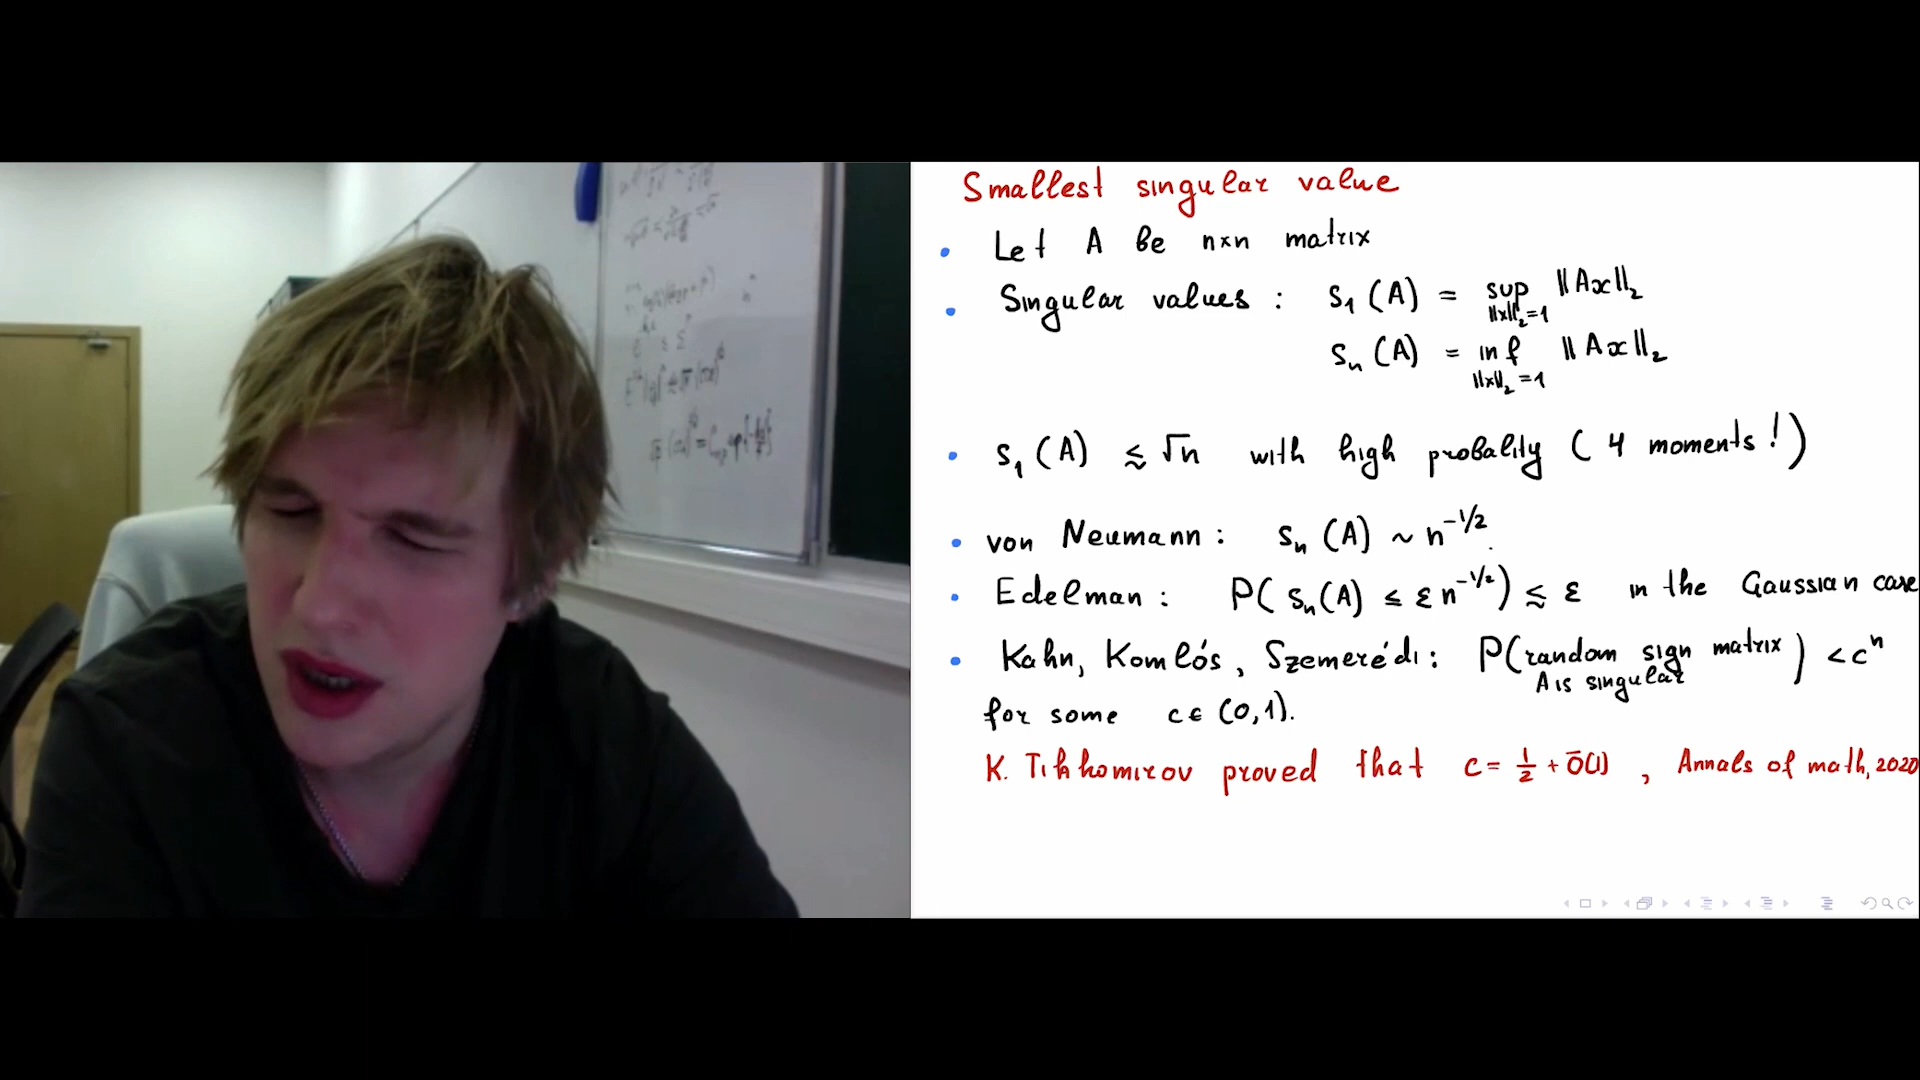 Smallest singular value
• Let A be n×n matrix
• Singular values : s₁(A) = sup ‖Ax‖₂
‖x‖₂=1
sₙ(A) = inf ‖Ax‖₂
‖x‖₂=1
• s₁(A) ≲ √n with high probality (4 moments!)
• von Neumann : sₙ(A) ~ n^{-1/2}.
• Edelman : P(sₙ(A) ≤ εn^{-1/2}) ≲ ε in the Gaussian case
• Kahn, Komlós, Szemerédi: P(random sign matrix) < cⁿ
A is singular
for some c∈(0,1).
K. Tikhomirov proved that c = 1/2 + ō(1) , Annals of math, 2020